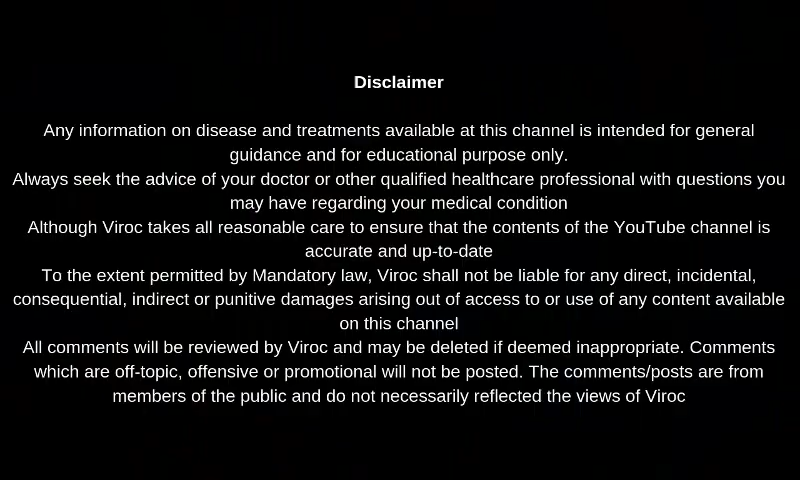 Disclaimer
Any information on disease and treatments available at this channel is intended for general
guidance and for educational purpose only.
Always seek the advice of your doctor or other qualified healthcare professional with questions you
may have regarding your medical condition
Although Viroc takes all reasonable care to ensure that the contents of the YouTube channel is
accurate and up-to-date
To the extent permitted by Mandatory law, Viroc shall not be liable for any direct, incidental,
consequential, indirect or punitive damages arising out of access to or use of any content available
on this channel
All comments will be reviewed by Viroc and may be deleted if deemed inappropriate. Comments
which are off-topic, offensive or promotional will not be posted. The comments/posts are from
members of the public and do not necessarily reflected the views of Viroc